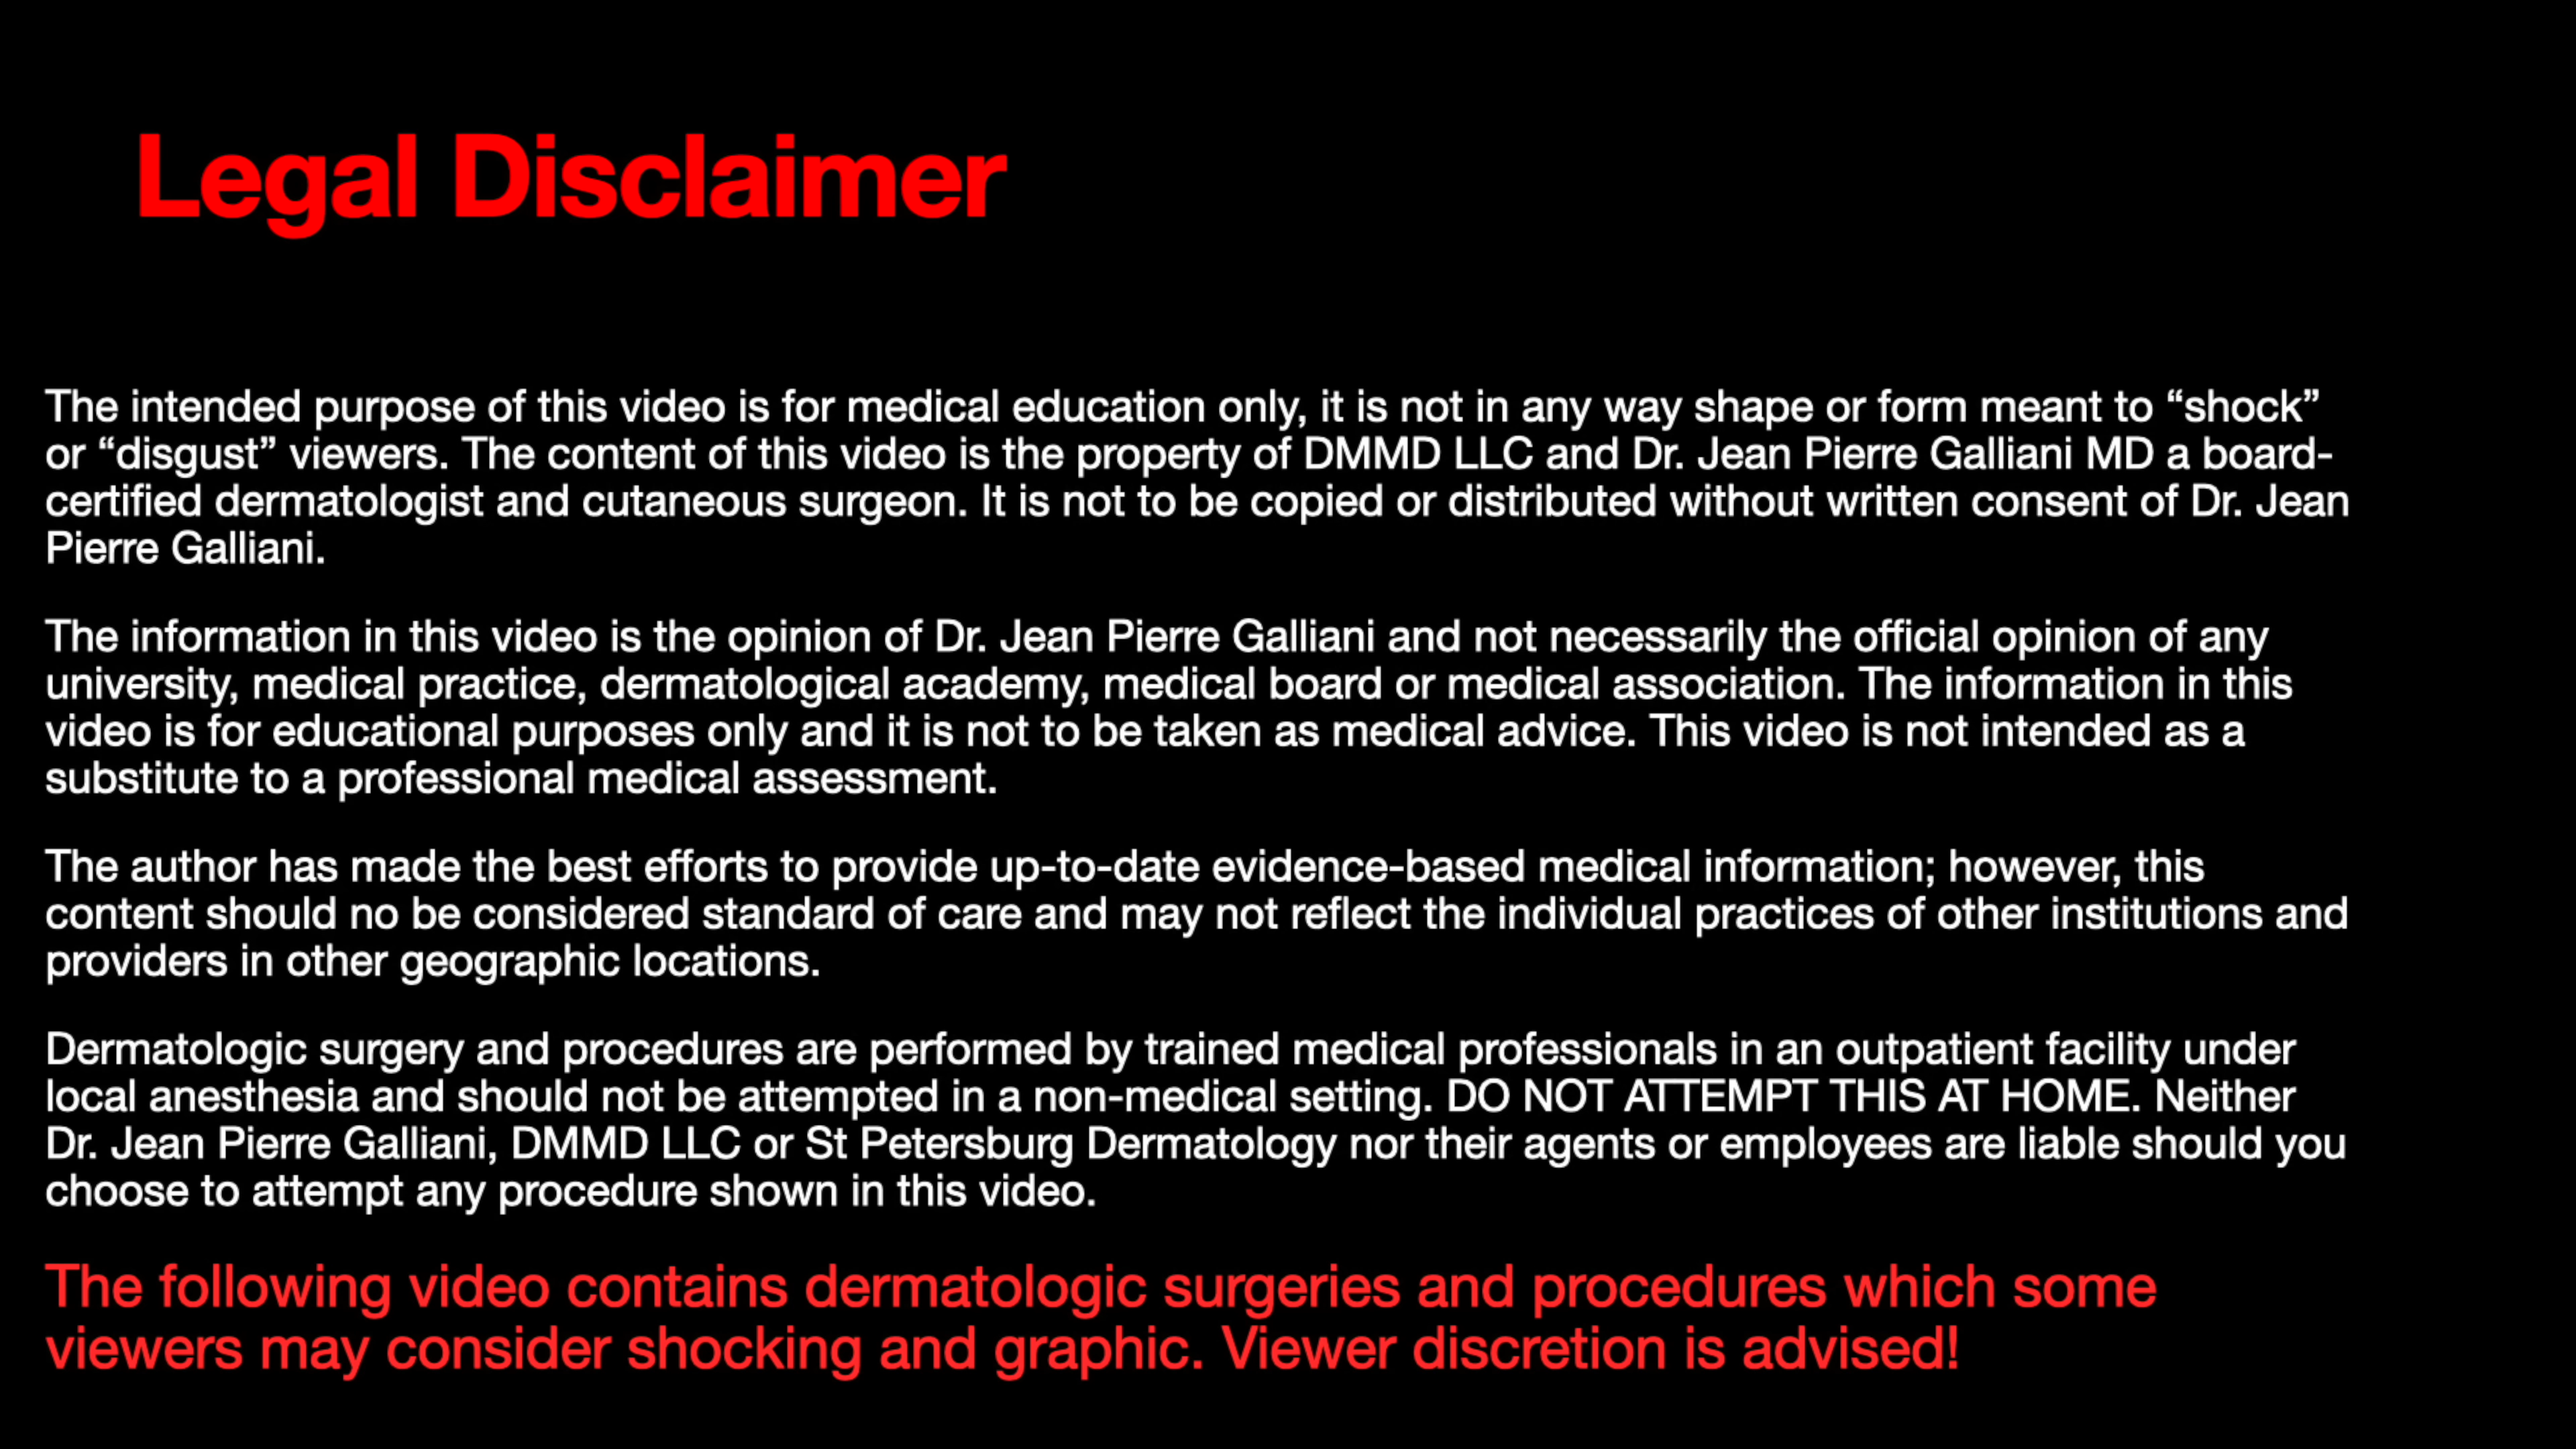 Legal Disclaimer
The intended purpose of this video is for medical education only, it is not in any way shape or form meant to “shock”
or “disgust” viewers. The content of this video is the property of DMMD LLC and Dr. Jean Pierre Galliani MD a board-
certified dermatologist and cutaneous surgeon. It is not to be copied or distributed without written consent of Dr. Jean
Pierre Galliani.
The information in this video is the opinion of Dr. Jean Pierre Galliani and not necessarily the official opinion of any
university, medical practice, dermatological academy, medical board or medical association. The information in this
video is for educational purposes only and it is not to be taken as medical advice. This video is not intended as a
substitute to a professional medical assessment.
The author has made the best efforts to provide up-to-date evidence-based medical information; however, this
content should no be considered standard of care and may not reflect the individual practices of other institutions and
providers in other geographic locations.
Dermatologic surgery and procedures are performed by trained medical professionals in an outpatient facility under
local anesthesia and should not be attempted in a non-medical setting. DO NOT ATTEMPT THIS AT HOME. Neither
Dr. Jean Pierre Galliani, DMMD LLC or St Petersburg Dermatology nor their agents or employees are liable should you
choose to attempt any procedure shown in this video.
The following video contains dermatologic surgeries and procedures which some
viewers may consider shocking and graphic. Viewer discretion is advised!